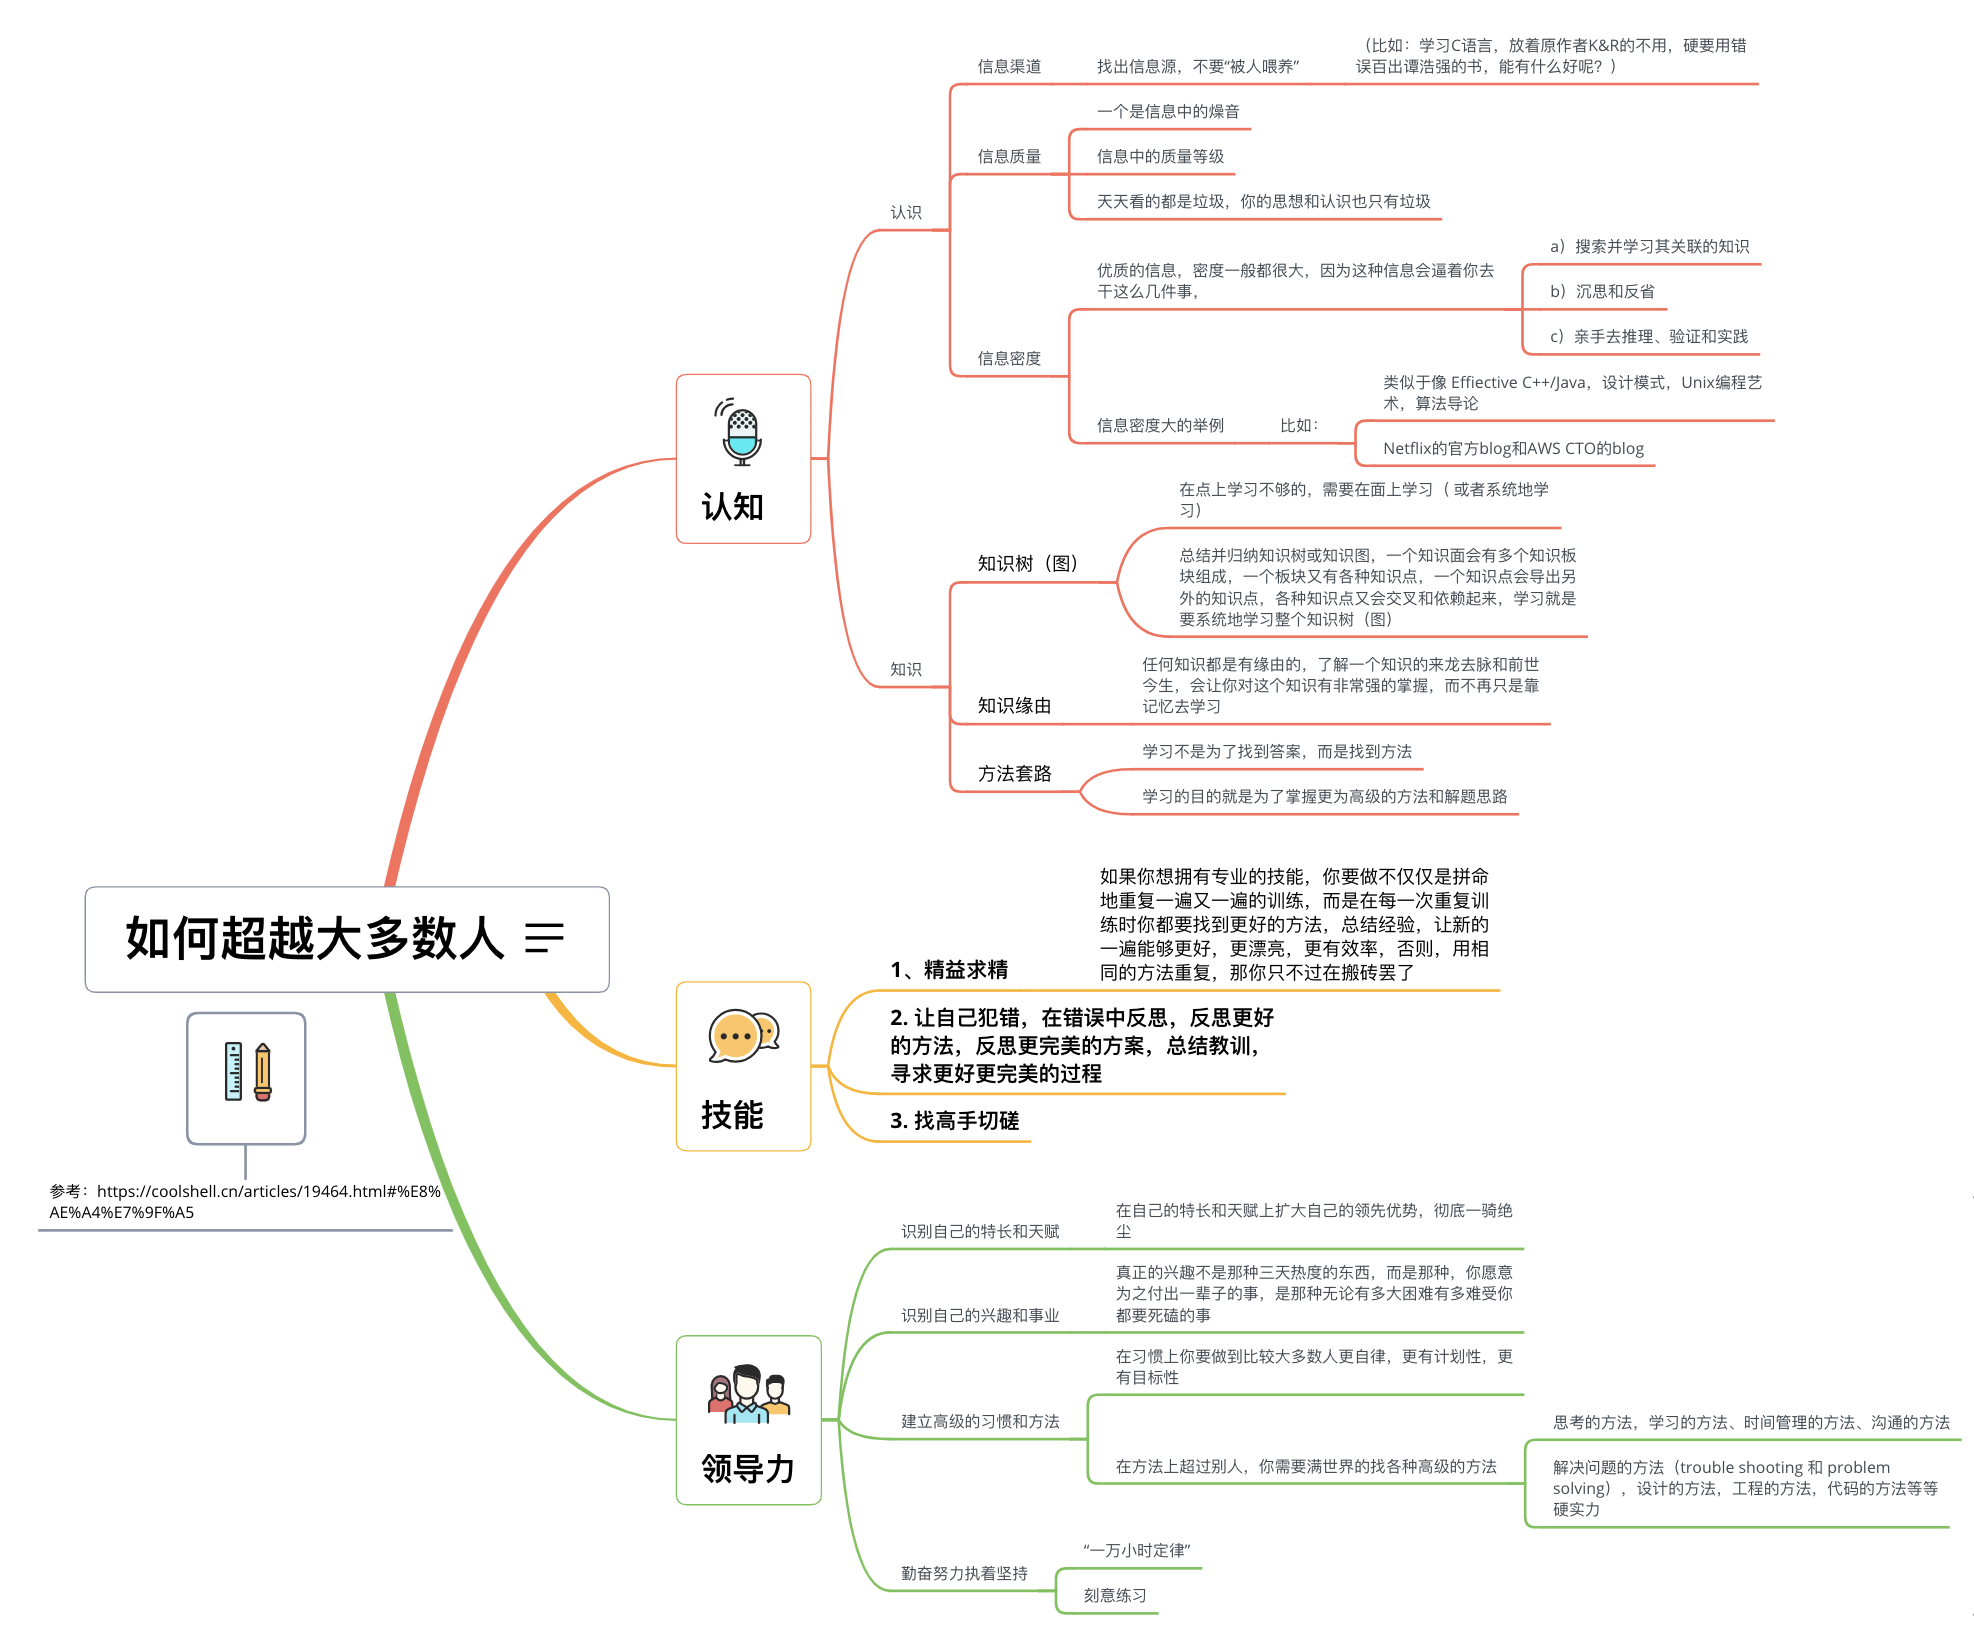 如何超越大多数人
参考：https://coolshell.cn/articles/19464.html#%E8%
AE%A4%E7%9F%A5
认知
认识
信息渠道
找出信息源，不要“被人喂养”
（比如：学习C语言，放着原作者K&R的不用，硬要用错
误百出谭浩强的书，能有什么好呢？）
信息质量
一个是信息中的燥音
信息中的质量等级
天天看的都是垃圾，你的思想和认识也只有垃圾
信息密度
优质的信息，密度一般都很大，因为这种信息会逼着你去
干这么几件事，
a）搜索并学习其关联的知识
b）沉思和反省
c）亲手去推理、验证和实践
信息密度大的举例
比如：
类似于像 Effiective C++/Java，设计模式，Unix编程艺
术，算法导论
Netflix的官方blog和AWS CTO的blog
知识
知识树（图）
在点上学习不够的，需要在面上学习（ 或者系统地学
习）
总结并归纳知识树或知识图，一个知识面会有多个知识板
块组成，一个板块又有各种知识点，一个知识点会导出另
外的知识点，各种知识点又会交叉和依赖起来，学习就是
要系统地学习整个知识树（图）
知识缘由
任何知识都是有缘由的，了解一个知识的来龙去脉和前世
今生，会让你对这个知识有非常强的掌握，而不再只是靠
记忆去学习
方法套路
学习不是为了找到答案，而是找到方法
学习的目的就是为了掌握更为高级的方法和解题思路
技能
1、精益求精
如果你想拥有专业的技能，你要做不仅仅是拼命
地重复一遍又一遍的训练，而是在每一次重复训
练时你都要找到更好的方法，总结经验，让新的
一遍能够更好，更漂亮，更有效率，否则，用相
同的方法重复，那你只不过在搬砖罢了
2. 让自己犯错，在错误中反思，反思更好
的方法，反思更完美的方案，总结教训，
寻求更好更完美的过程
3. 找高手切磋
领导力
识别自己的特长和天赋
在自己的特长和天赋上扩大自己的领先优势，彻底一骑绝
尘
识别自己的兴趣和事业
真正的兴趣不是那种三天热度的东西，而是那种，你愿意
为之付出一辈子的事，是那种无论有多大困难有多难受你
都要死磕的事
建立高级的习惯和方法
在习惯上你要做到比较大多数人更自律，更有计划性，更
有目标性
在方法上超过别人，你需要满世界的找各种高级的方法
思考的方法，学习的方法、时间管理的方法、沟通的方法
解决问题的方法（trouble shooting 和 problem
solving），设计的方法，工程的方法，代码的方法等等
硬实力
勤奋努力执着坚持
“一万小时定律”
刻意练习